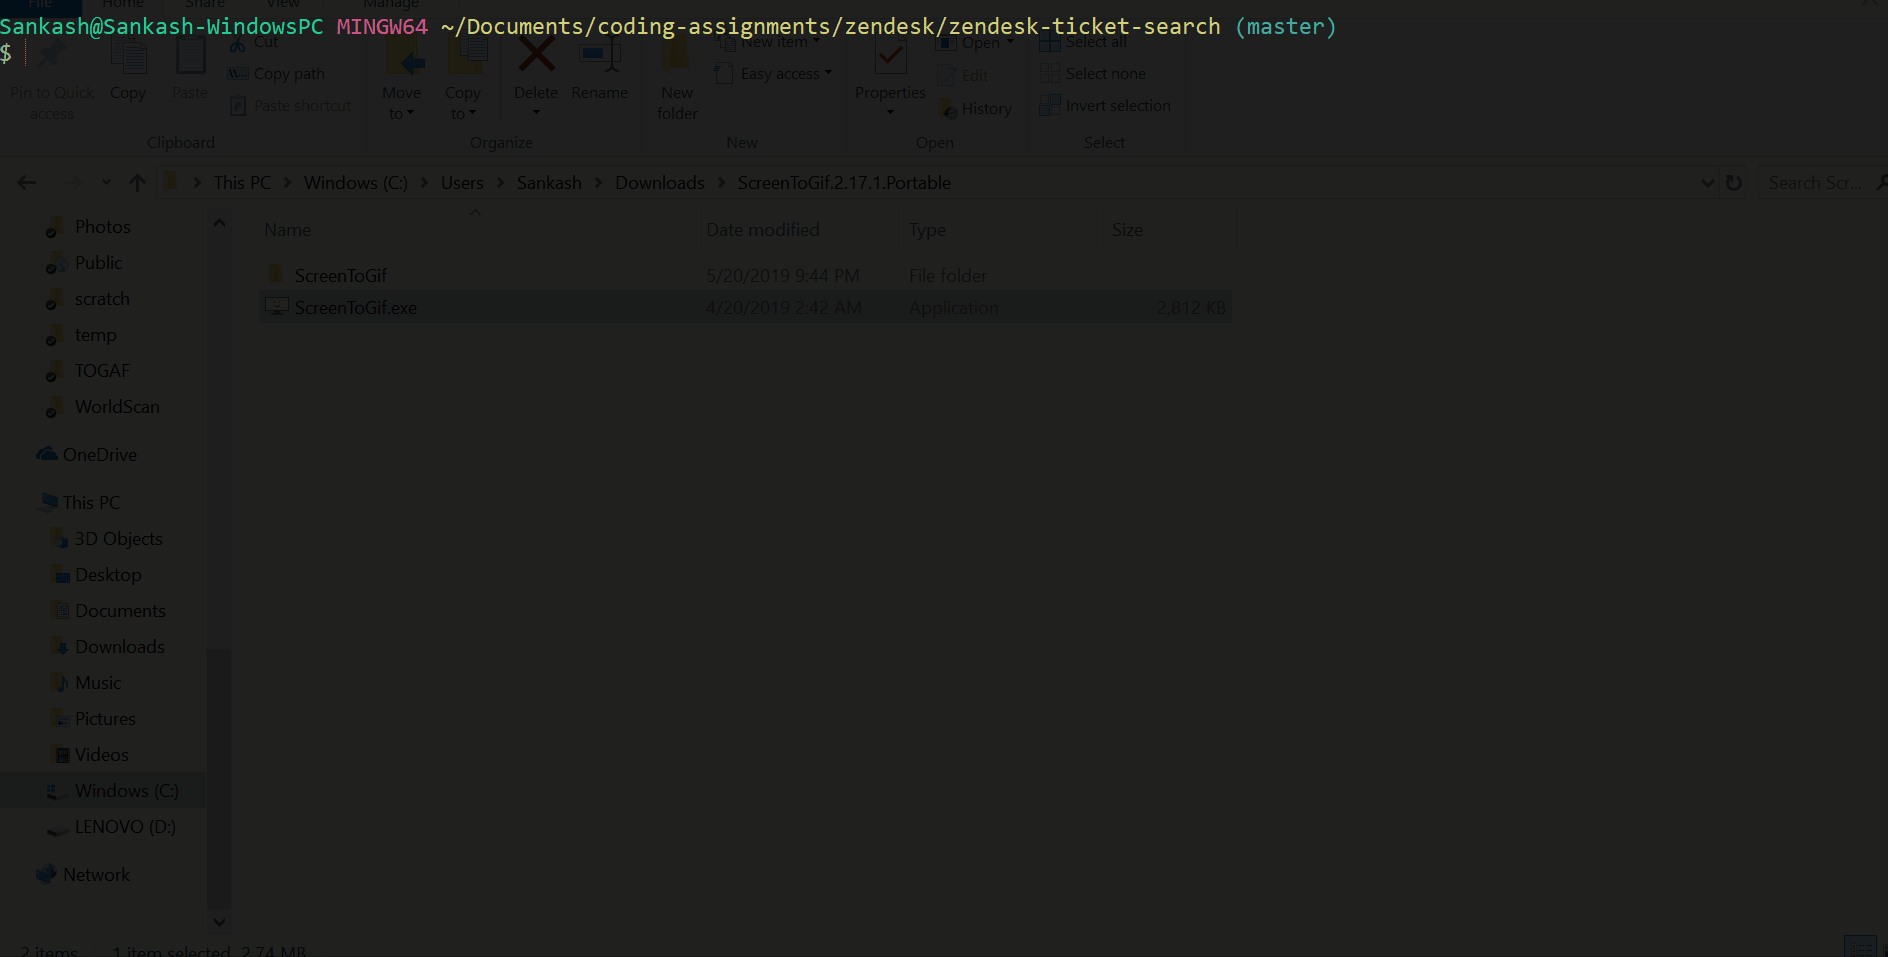 File Home Share View Manage
Sankash@Sankash-WindowsPC MINGW64 ~/Documents/coding-assignments/zendesk/zendesk-ticket-search (master)
$
Cut
Copy path
Paste shortcut
Pin to Quick access
Copy
Paste
Move to
Copy to
Delete
Rename
New folder
New item
Easy access
Properties
Open
Edit
History
Select all
Select none
Invert selection
Clipboard Organize New Open Select
This PC Windows (C:) Users Sankash Downloads ScreenToGif.2.17.1.Portable Search Scr...
Photos
Public
scratch
temp
TOGAF
WorldScan
OneDrive
This PC
3D Objects
Desktop
Documents
Downloads
Music
Pictures
Videos
Windows (C:)
LENOVO (D:)
Network
Name Date modified Type Size
ScreenToGif 5/20/2019 9:44 PM File folder
ScreenToGif.exe 4/20/2019 2:42 AM Application 2,812 KB
2 items 1 item selected 2.74 MB